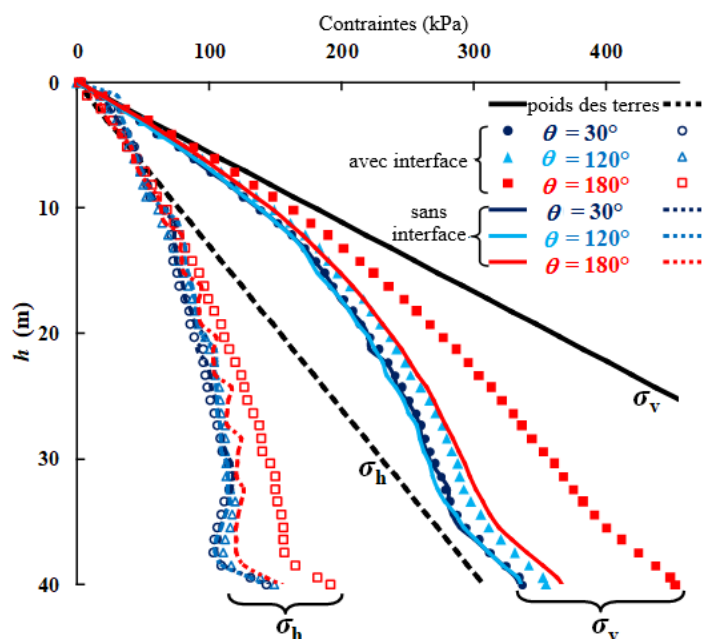 Contraintes (kPa)
0 100 200 300 400
0
10
20
30
40
h (m)
poids des terres
avec interface
θ = 30°
θ = 120°
θ = 180°
sans interface
θ = 30°
θ = 120°
θ = 180°
σv
σh
σh
σv